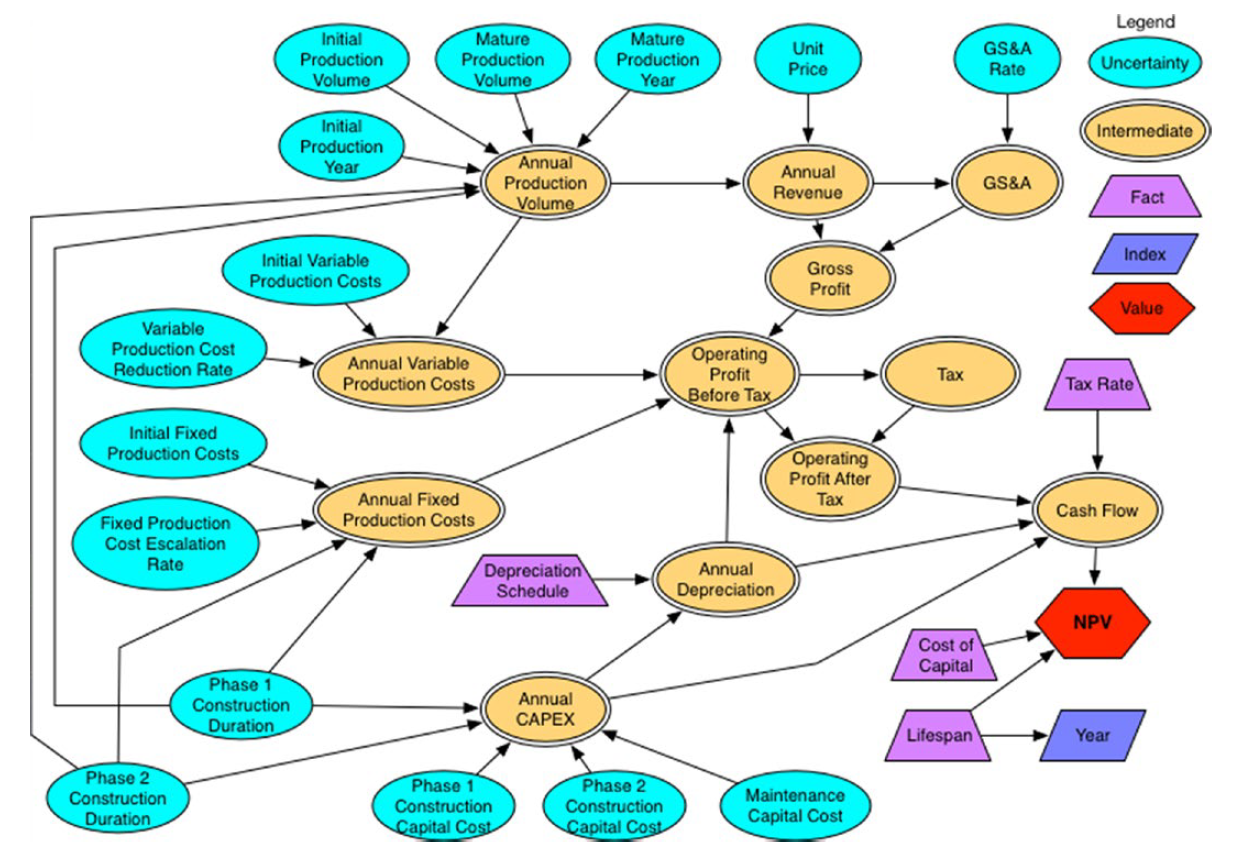 Legend
Initial
Production
Volume
Mature
Production
Volume
Mature
Production
Year
Unit
Price
GS&A
Rate
Uncertainty
Initial
Production
Year
Intermediate
Annual
Production
Volume
Annual
Revenue
GS&A
Fact
Initial Variable
Production Costs
Gross
Profit
Index
Value
Variable
Production Cost
Reduction Rate
Annual Variable
Production Costs
Operating
Profit
Before Tax
Tax
Tax Rate
Initial Fixed
Production Costs
Operating
Profit After
Tax
Annual Fixed
Production Costs
Cash Flow
Fixed Production
Cost Escalation
Rate
Depreciation
Schedule
Annual
Depreciation
NPV
Cost of
Capital
Phase 1
Construction
Duration
Annual
CAPEX
Lifespan
Year
Phase 2
Construction
Duration
Phase 1
Construction
Capital Cost
Phase 2
Construction
Capital Cost
Maintenance
Capital Cost